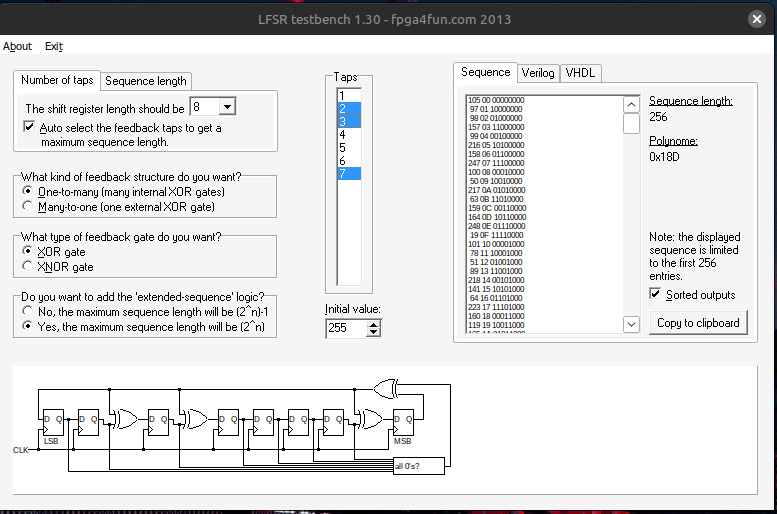 LFSR testbench 1.30 - fpga4fun.com 2013
About Exit
Number of taps Sequence length
The shift register length should be 8
Auto select the feedback taps to get a
maximum sequence length.
What kind of feedback structure do you want?
One-to-many (many internal XOR gates)
Many-to-one (one external XOR gate)
What type of feedback gate do you want?
XOR gate
XNOR gate
Do you want to add the 'extended-sequence' logic?
No, the maximum sequence length will be (2^n)-1
Yes, the maximum sequence length will be (2^n)
Taps
1
2
3
4
5
6
7
Initial value:
255
Sequence Verilog VHDL
105 00 00000000
97 01 10000000
98 02 01000000
157 03 11000000
99 04 00100000
216 05 10100000
158 06 01100000
247 07 11100000
100 08 00010000
50 09 10010000
217 0A 01010000
63 0B 11010000
159 0C 00110000
164 0D 10110000
248 0E 01110000
19 0F 11110000
101 10 00001000
78 11 10001000
51 12 01001000
89 13 11001000
218 14 00101000
141 15 10101000
64 16 01101000
223 17 11101000
160 18 00011000
119 19 10011000
Sequence length:
256
Polynome:
0x18D
Note: the displayed
sequence is limited
to the first 256
entries.
Sorted outputs
Copy to clipboard
D Q D Q D Q D Q D Q D Q D Q D Q
LSB MSB
CLK
all 0's?